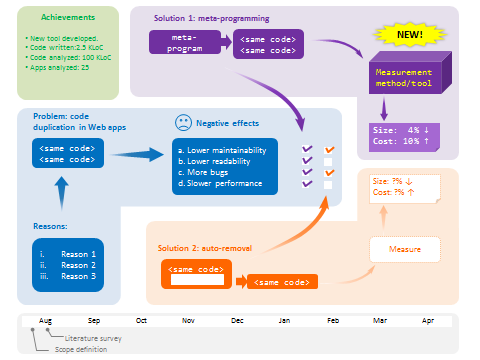 Achievements
• New tool developed.
• Code written:2.5 KLoC
• Code analyzed: 100 KLoC
• Apps analyzed: 25
Solution 1: meta-programming
meta-
program
<same code>
<same code>
NEW!
Measurement
method/tool
Size: 4% ↓
Cost: 10% ↑
Problem: code
duplication in Web apps
<same code>
<same code>
Negative effects
a. Lower maintainability
b. Lower readability
c. More bugs
d. Slower performance
Reasons:
i. Reason 1
ii. Reason 2
iii. Reason 3
Size: ?% ↓
Cost: ?% ↑
Measure
Solution 2: auto-removal
<same code>
<same code>
Aug Sep Oct Nov Dec Jan Feb Mar Apr
Literature survey
Scope definition